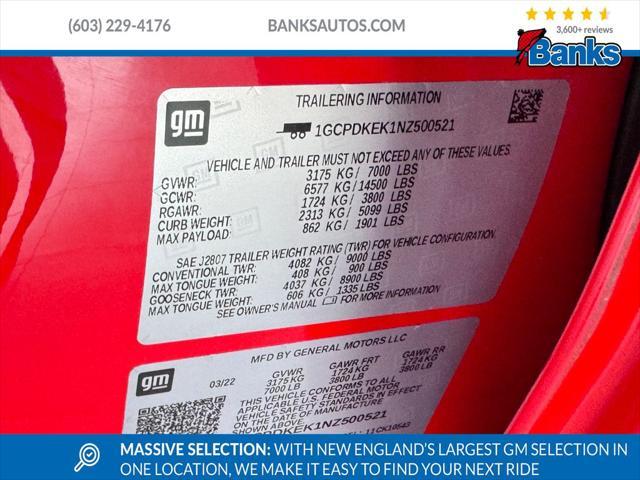 (603) 229-4176
BANKSAUTOS.COM
3,600+ reviews
Banks
gm
TRAILERING INFORMATION
1GCPDKEK1NZ500521
VEHICLE AND TRAILER MUST NOT EXCEED ANY OF THESE VALUES.
GVWR: 3175 KG/ 7000 LBS
GCWR: 6577 KG/ 14500 LBS
RGAWR: 1724 KG/ 3800 LBS
CURB WEIGHT: 2313 KG/ 5099 LBS
MAX PAYLOAD: 862 KG/ 1901 LBS
SAE J2807 TRAILER WEIGHT RATING (TWR) FOR VEHICLE CONFIGURATION.
CONVENTIONAL TWR: 4082 KG/ 9000 LBS
MAX TONGUE WEIGHT: 408 KG/ 900 LBS
GOOSENECK TWR: 4037 KG/ 8900 LBS
MAX TONGUE WEIGHT: 606 KG/ 1335 LBS
SEE OWNER'S MANUAL FOR MORE INFORMATION
gm
MFD BY GENERAL MOTORS LLC
03/22
GVWR GAWR FRT GAWR RR
3175 KG 1724 KG 1724 KG
7000 LB 3800 LB 3800 LB
THIS VEHICLE CONFORMS TO ALL
APPLICABLE U.S. FEDERAL MOTOR
VEHICLE SAFETY STANDARDS IN EFFECT
ON THE DATE OF MANUFACTURE
PDKEK1NZ500521
11CK10543
MASSIVE SELECTION: WITH NEW ENGLAND'S LARGEST GM SELECTION IN
ONE LOCATION, WE MAKE IT EASY TO FIND YOUR NEXT RIDE